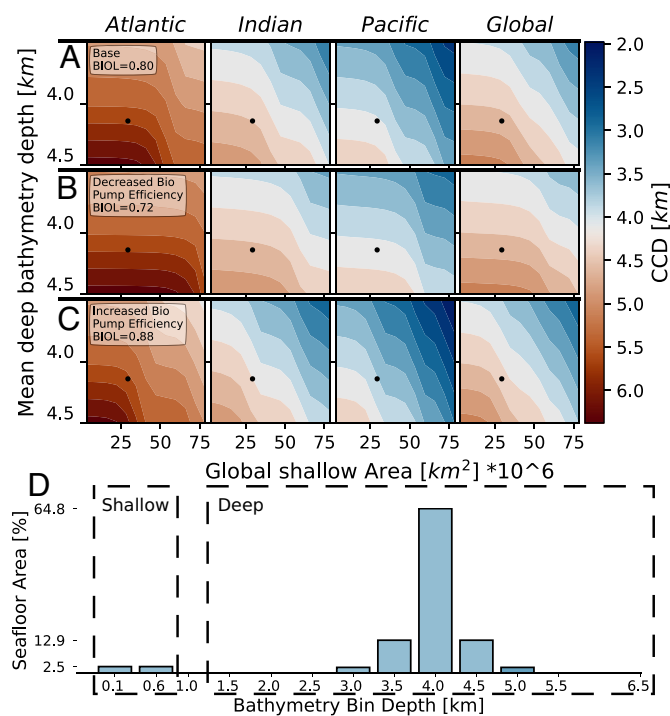 Atlantic Indian Pacific Global
A
Base
BIOL=0.80
4.0
4.5
B
Decreased Bio
Pump Efficiency
BIOL=0.72
4.0
4.5
C
Increased Bio
Pump Efficiency
BIOL=0.88
4.0
4.5
Mean deep bathymetry depth [km]
25 50 75 25 50 75 25 50 75 25 50 75
Global shallow Area [km²] *10^6
2.0
2.5
3.0
3.5
4.0
4.5
5.0
5.5
6.0
CCD [km]
D
Shallow Deep
64.8
12.9
2.5
Seafloor Area [%]
0.1 0.6 1.0 1.5 2.0 2.5 3.0 3.5 4.0 4.5 5.0 5.5 6.5
Bathymetry Bin Depth [km]